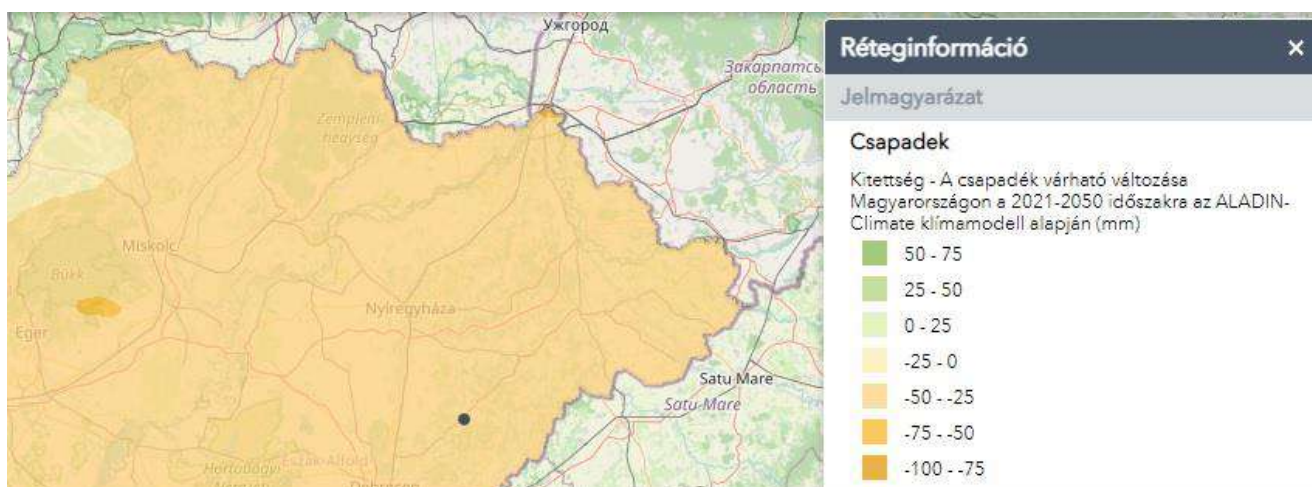 Ужгород
Закарпатсь
область
Zempléni-
hegység
Miskolc
Bükk
Nyíregyháza
Eger
Satu Mare
Satu Mare
Hortobágyi
Észak-Alföld
Debrecen
Réteginformáció
×
Jelmagyarázat
Csapadek
Kitettség - A csapadék várható változása
Magyarországon a 2021-2050 időszakra az ALADIN-
Climate klímamodell alapján (mm)
50 - 75
25 - 50
0 - 25
-25 - 0
-50 - -25
-75 - -50
-100 - -75